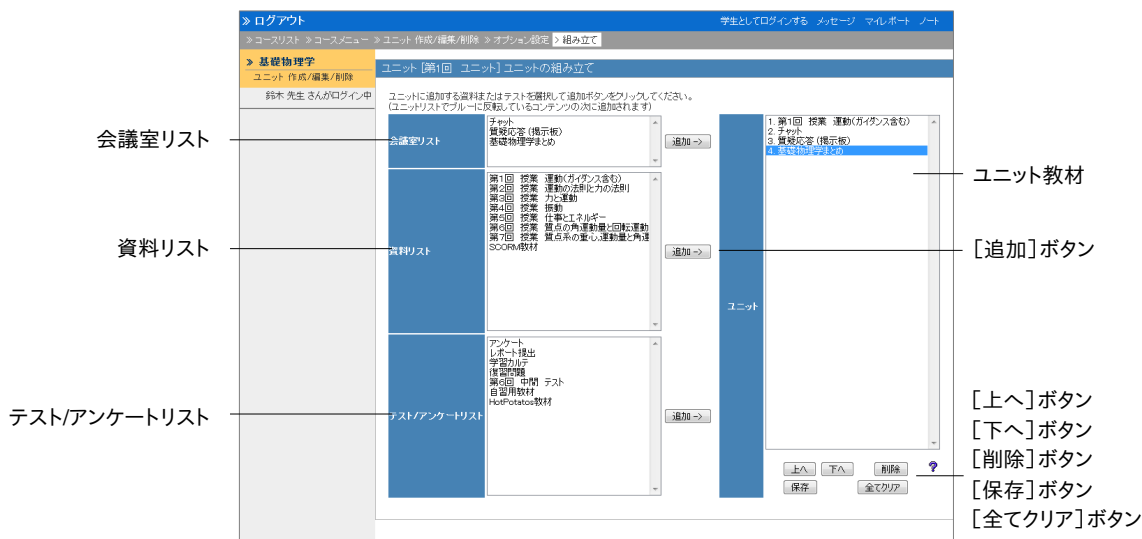 » ログアウト
学生としてログインする メッセージ マイレポート ノート
» コースリスト » コースメニュー » ユニット 作成/編集/削除 » オプション設定 > 組み立て
» 基礎物理学
ユニット 作成/編集/削除
鈴木 先生 さんがログイン中
ユニット [第1回 ユニット] ユニットの組み立て
ユニットに追加する資料またはテストを選択して追加ボタンをクリックしてください。
(ユニットリストでブルーに反転しているコンテンツの次に追加されます)
会議室リスト
会議室リスト
チャット
質疑応答(掲示板)
基礎物理学まとめ
追加->
資料リスト
資料リスト
第1回 授業 運動(ガイダンス含む)
第2回 授業 運動の法則と力の法則
第3回 授業 力と運動
第4回 授業 振動
第5回 授業 仕事とエネルギー
第6回 授業 質点の角運動量と回転運動
第7回 授業 質点系の重心,運動量と角運
SCORM教材
追加->
テスト/アンケートリスト
テスト/アンケートリスト
アンケート
レポート提出
学習カルテ
復習問題
第6回 中間 テスト
自習用教材
HotPotatos教材
追加->
ユニット
1. 第1回 授業 運動(ガイダンス含む)
2. チャット
3. 質疑応答(掲示板)
4. 基礎物理学まとめ
上へ 下へ 削除 ?
保存 全てクリア
ユニット教材
[追加]ボタン
[上へ]ボタン
[下へ]ボタン
[削除]ボタン
[保存]ボタン
[全てクリア]ボタン